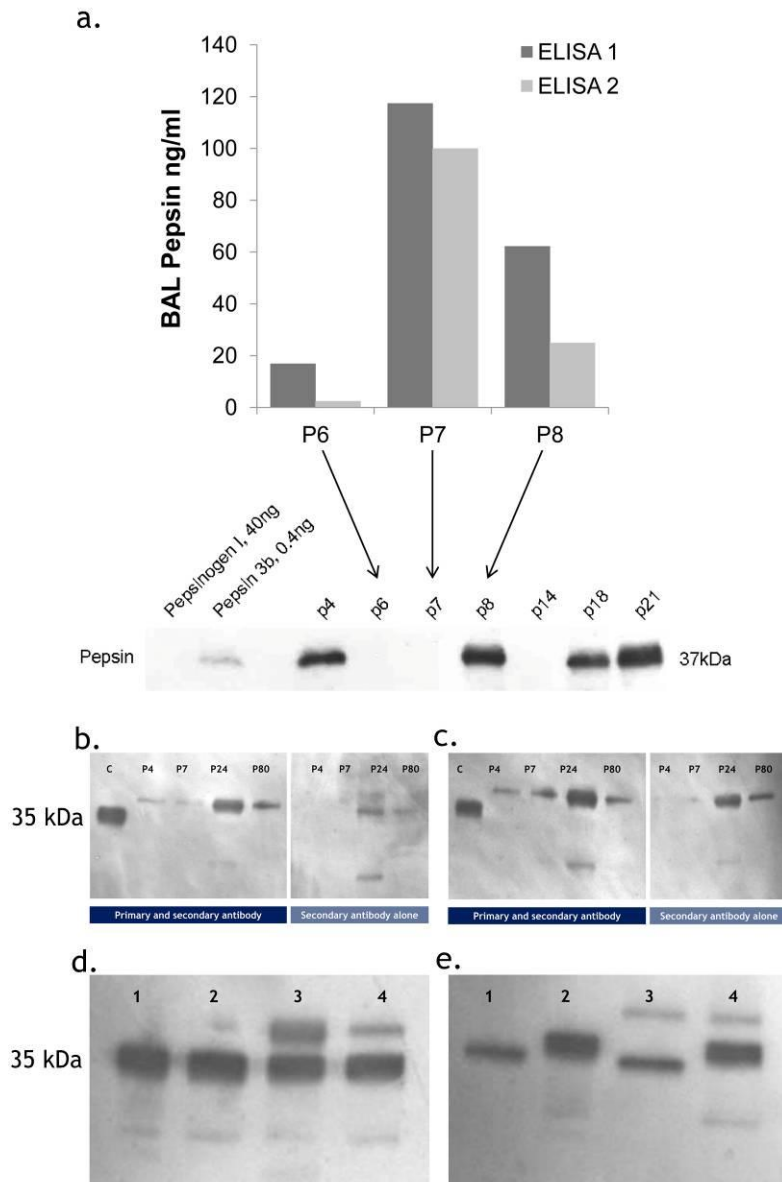 a.
140
120
100
80
60
40
20
0
BAL Pepsin ng/ml
ELISA 1
ELISA 2
P6 P7 P8
Pepsinogen I, 40ng
Pepsin 3b, 0.4ng
p4 p6 p7 p8 p14 p18 p21
Pepsin 37kDa
b.
C P4 P7 P24 P80 P4 P7 P24 P80
35 kDa
Primary and secondary antibody Secondary antibody alone
c.
C P4 P7 P24 P80 P4 P7 P24 P80
Primary and secondary antibody Secondary antibody alone
d.
1 2 3 4
35 kDa
e.
1 2 3 4